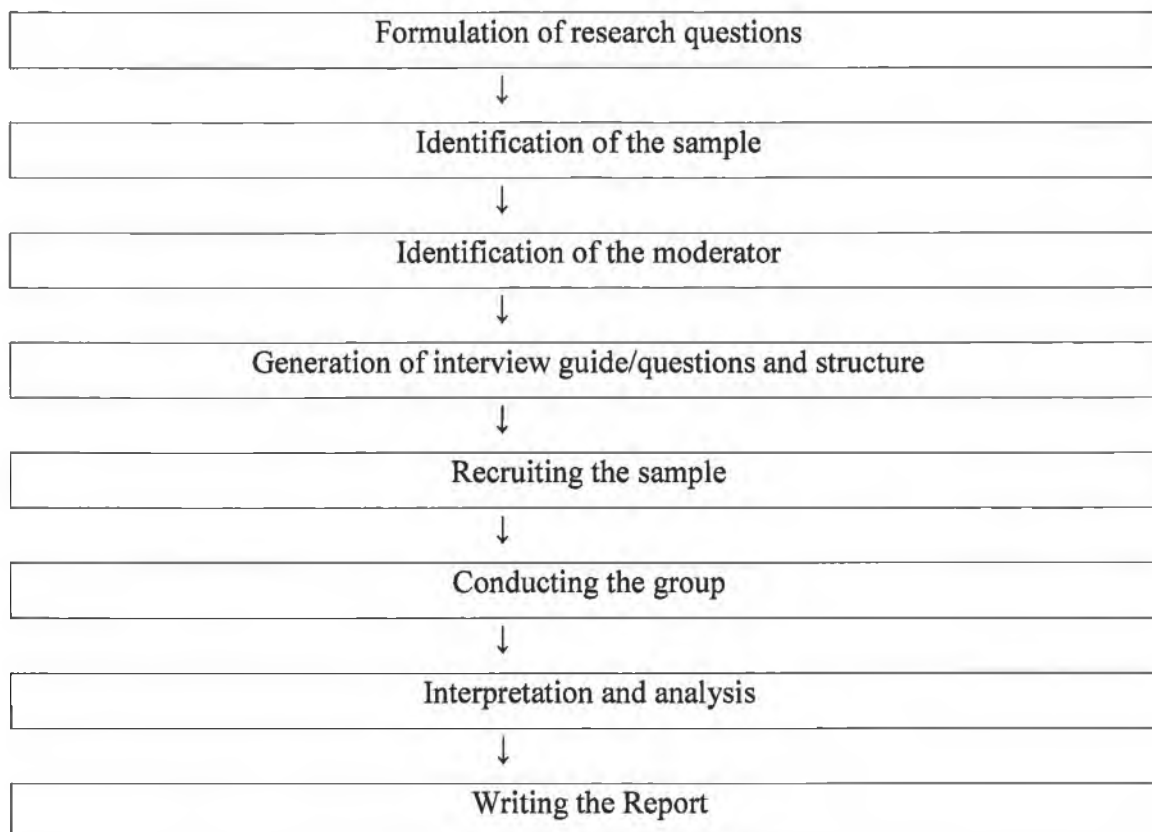 Formulation of research questions
↓
Identification of the sample
↓
Identification of the moderator
↓
Generation of interview guide/questions and structure
↓
Recruiting the sample
↓
Conducting the group
↓
Interpretation and analysis
↓
Writing the Report